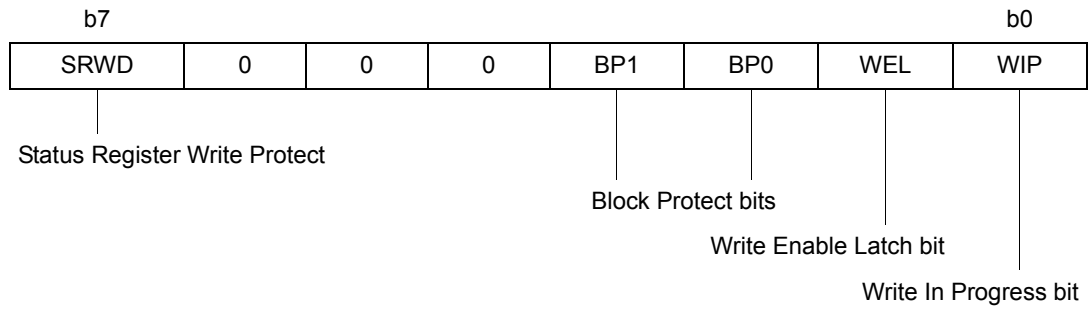 b7 b0
SRWD 0 0 0 BP1 BP0 WEL WIP
Status Register Write Protect
Block Protect bits
Write Enable Latch bit
Write In Progress bit